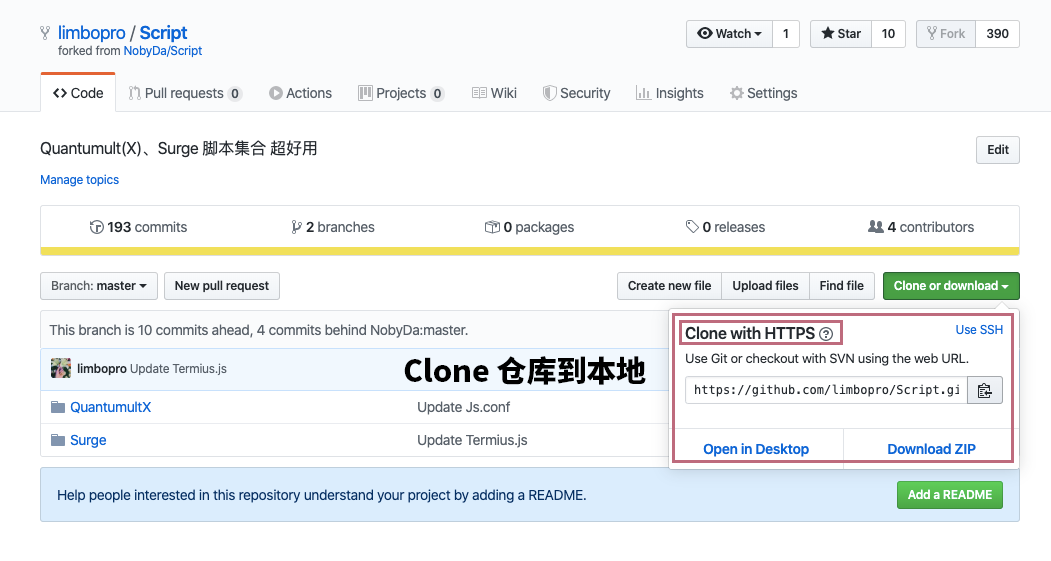 limbopro / Script
forked from NobyDa/Script
Watch 1
Star 10
Fork 390
Code
Pull requests 0
Actions
Projects 0
Wiki
Security
Insights
Settings
Quantumult(X)、Surge 脚本集合 超好用
Edit
Manage topics
193 commits
2 branches
0 packages
0 releases
4 contributors
Branch: master
New pull request
Create new file
Upload files
Find file
Clone or download
This branch is 10 commits ahead, 4 commits behind NobyDa:master.
limbopro Update Termius.js
Clone 仓库到本地
QuantumultX
Update Js.conf
Surge
Update Termius.js
Clone with HTTPS ?
Use SSH
Use Git or checkout with SVN using the web URL.
https://github.com/limbopro/Script.gi
Open in Desktop
Download ZIP
Help people interested in this repository understand your project by adding a README.
Add a README